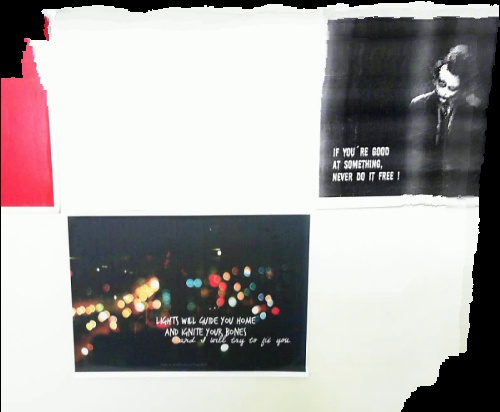 IF YOU'RE GOOD
AT SOMETHING,
NEVER DO IT FREE !
LIGHTS WILL GUIDE YOU HOME
AND IGNITE YOUR BONES
and I will try to fix you